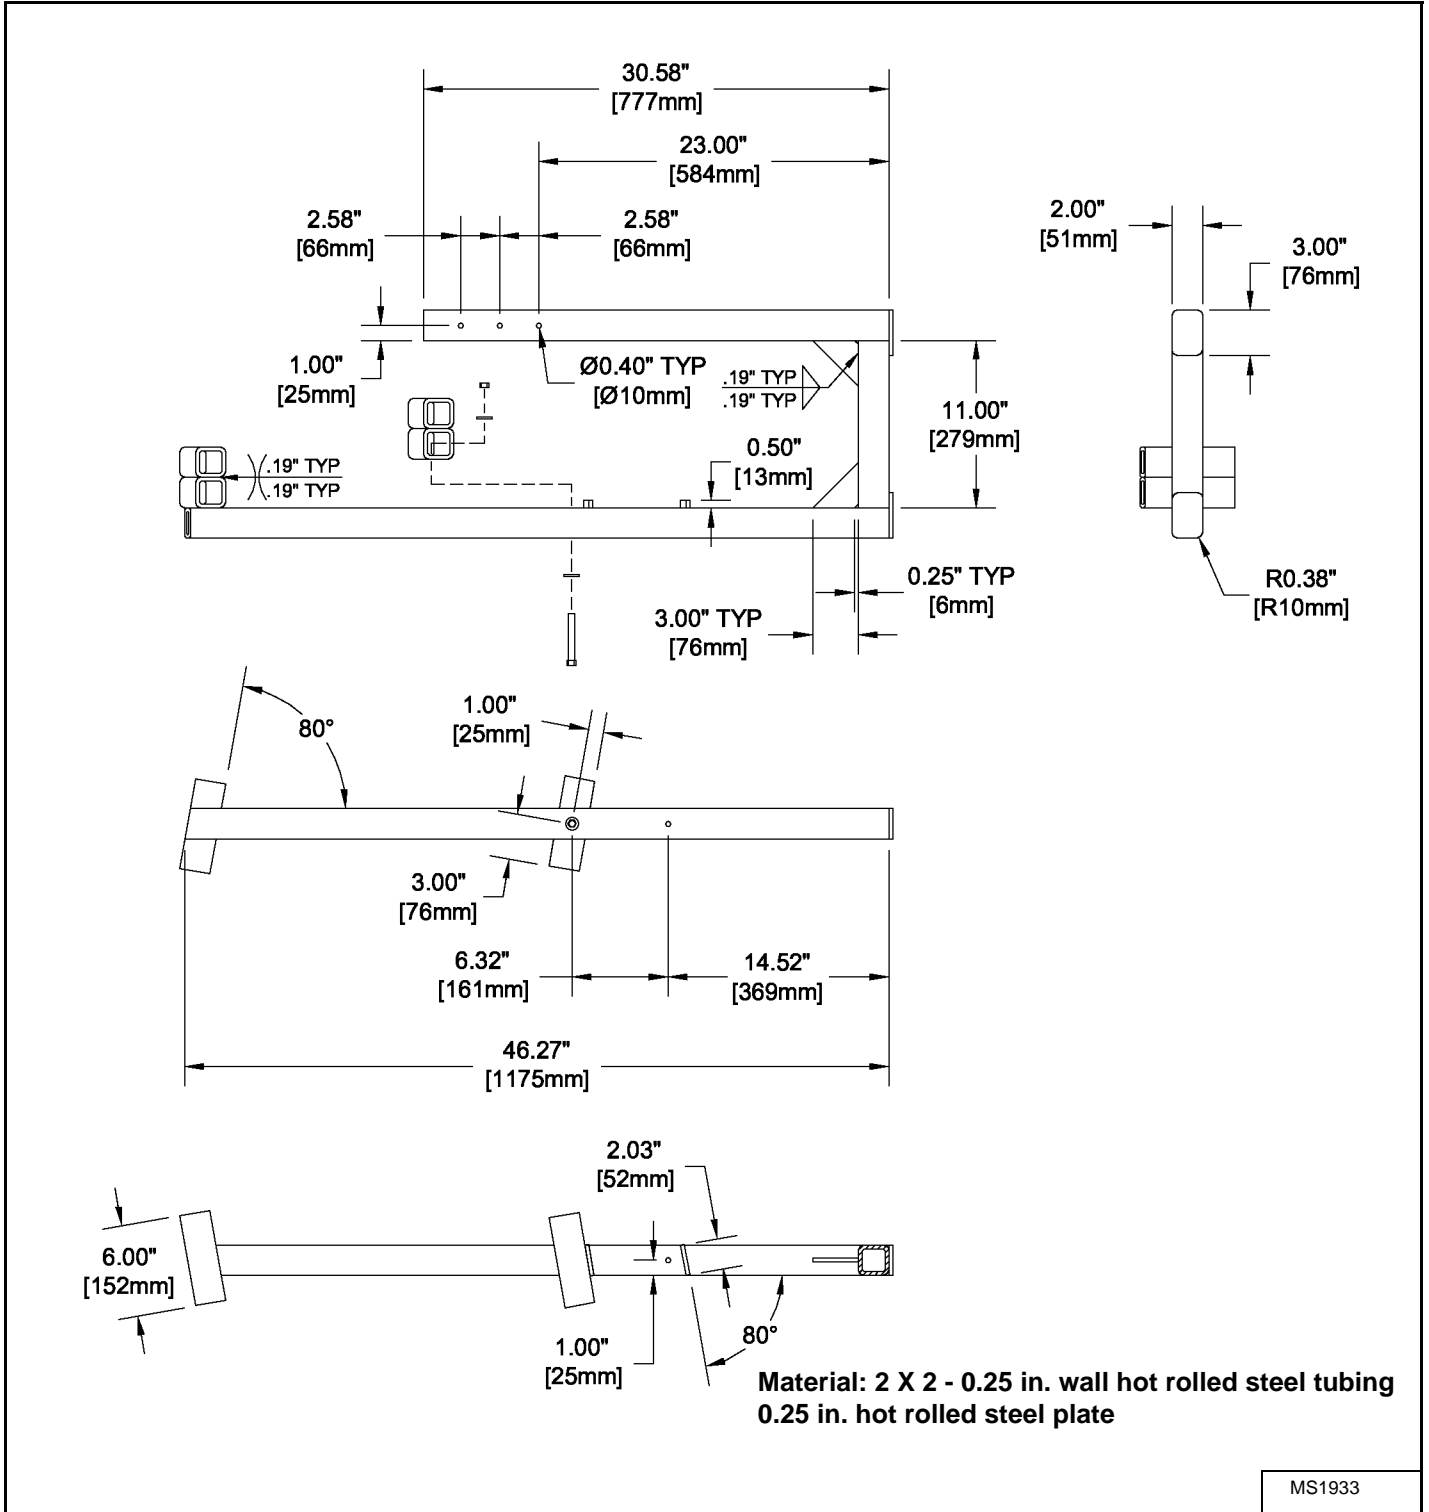 30.58"
[777mm]
23.00"
[584mm]
2.58"
[66mm]
2.58"
[66mm]
2.00"
[51mm]
3.00"
[76mm]
1.00"
[25mm]
Ø0.40" TYP
[Ø10mm]
.19" TYP
.19" TYP
11.00"
[279mm]
0.50"
[13mm]
.19" TYP
.19" TYP
0.25" TYP
[6mm]
3.00" TYP
[76mm]
R0.38"
[R10mm]
80°
1.00"
[25mm]
3.00"
[76mm]
6.32"
[161mm]
14.52"
[369mm]
46.27"
[1175mm]
2.03"
[52mm]
6.00"
[152mm]
1.00"
[25mm]
80°
Material: 2 X 2 - 0.25 in. wall hot rolled steel tubing
0.25 in. hot rolled steel plate
MS1933